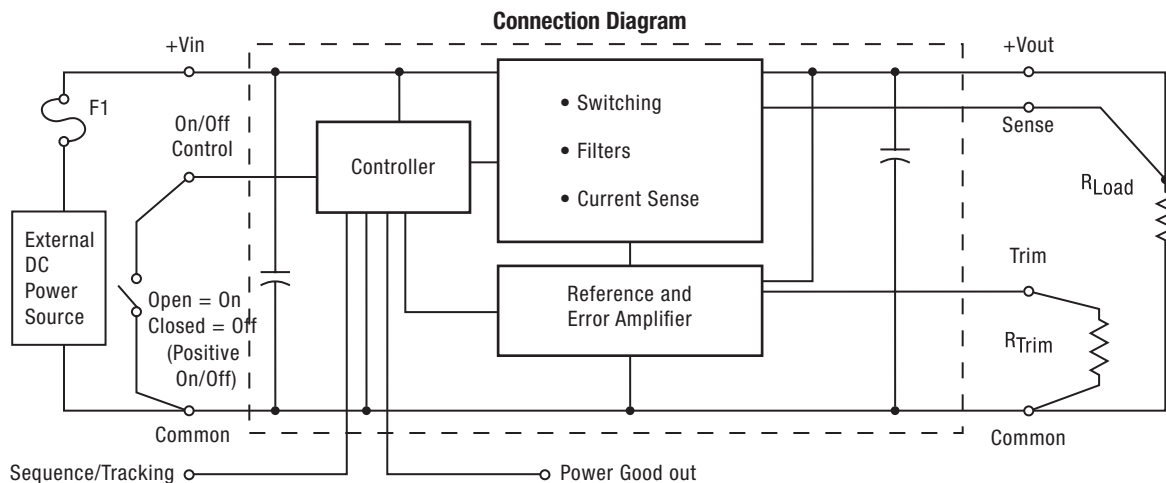 Connection Diagram
+Vin
+Vout
F1
On/Off
Control
Controller
• Switching
• Filters
• Current Sense
Sense
RLoad
External
DC
Power
Source
Open = On
Closed = Off
(Positive
On/Off)
Reference and
Error Amplifier
Trim
RTrim
Common
Common
Sequence/Tracking
Power Good out